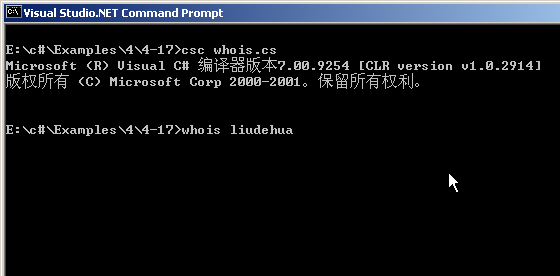 Visual Studio.NET Command Prompt
E:\c#\Examples\4\4-17>csc whois.cs
Microsoft (R) Visual C# 编译器版本7.00.9254 [CLR version v1.0.2914]
版权所有 (C) Microsoft Corp 2000-2001。保留所有权利。
E:\c#\Examples\4\4-17>whois liudehua